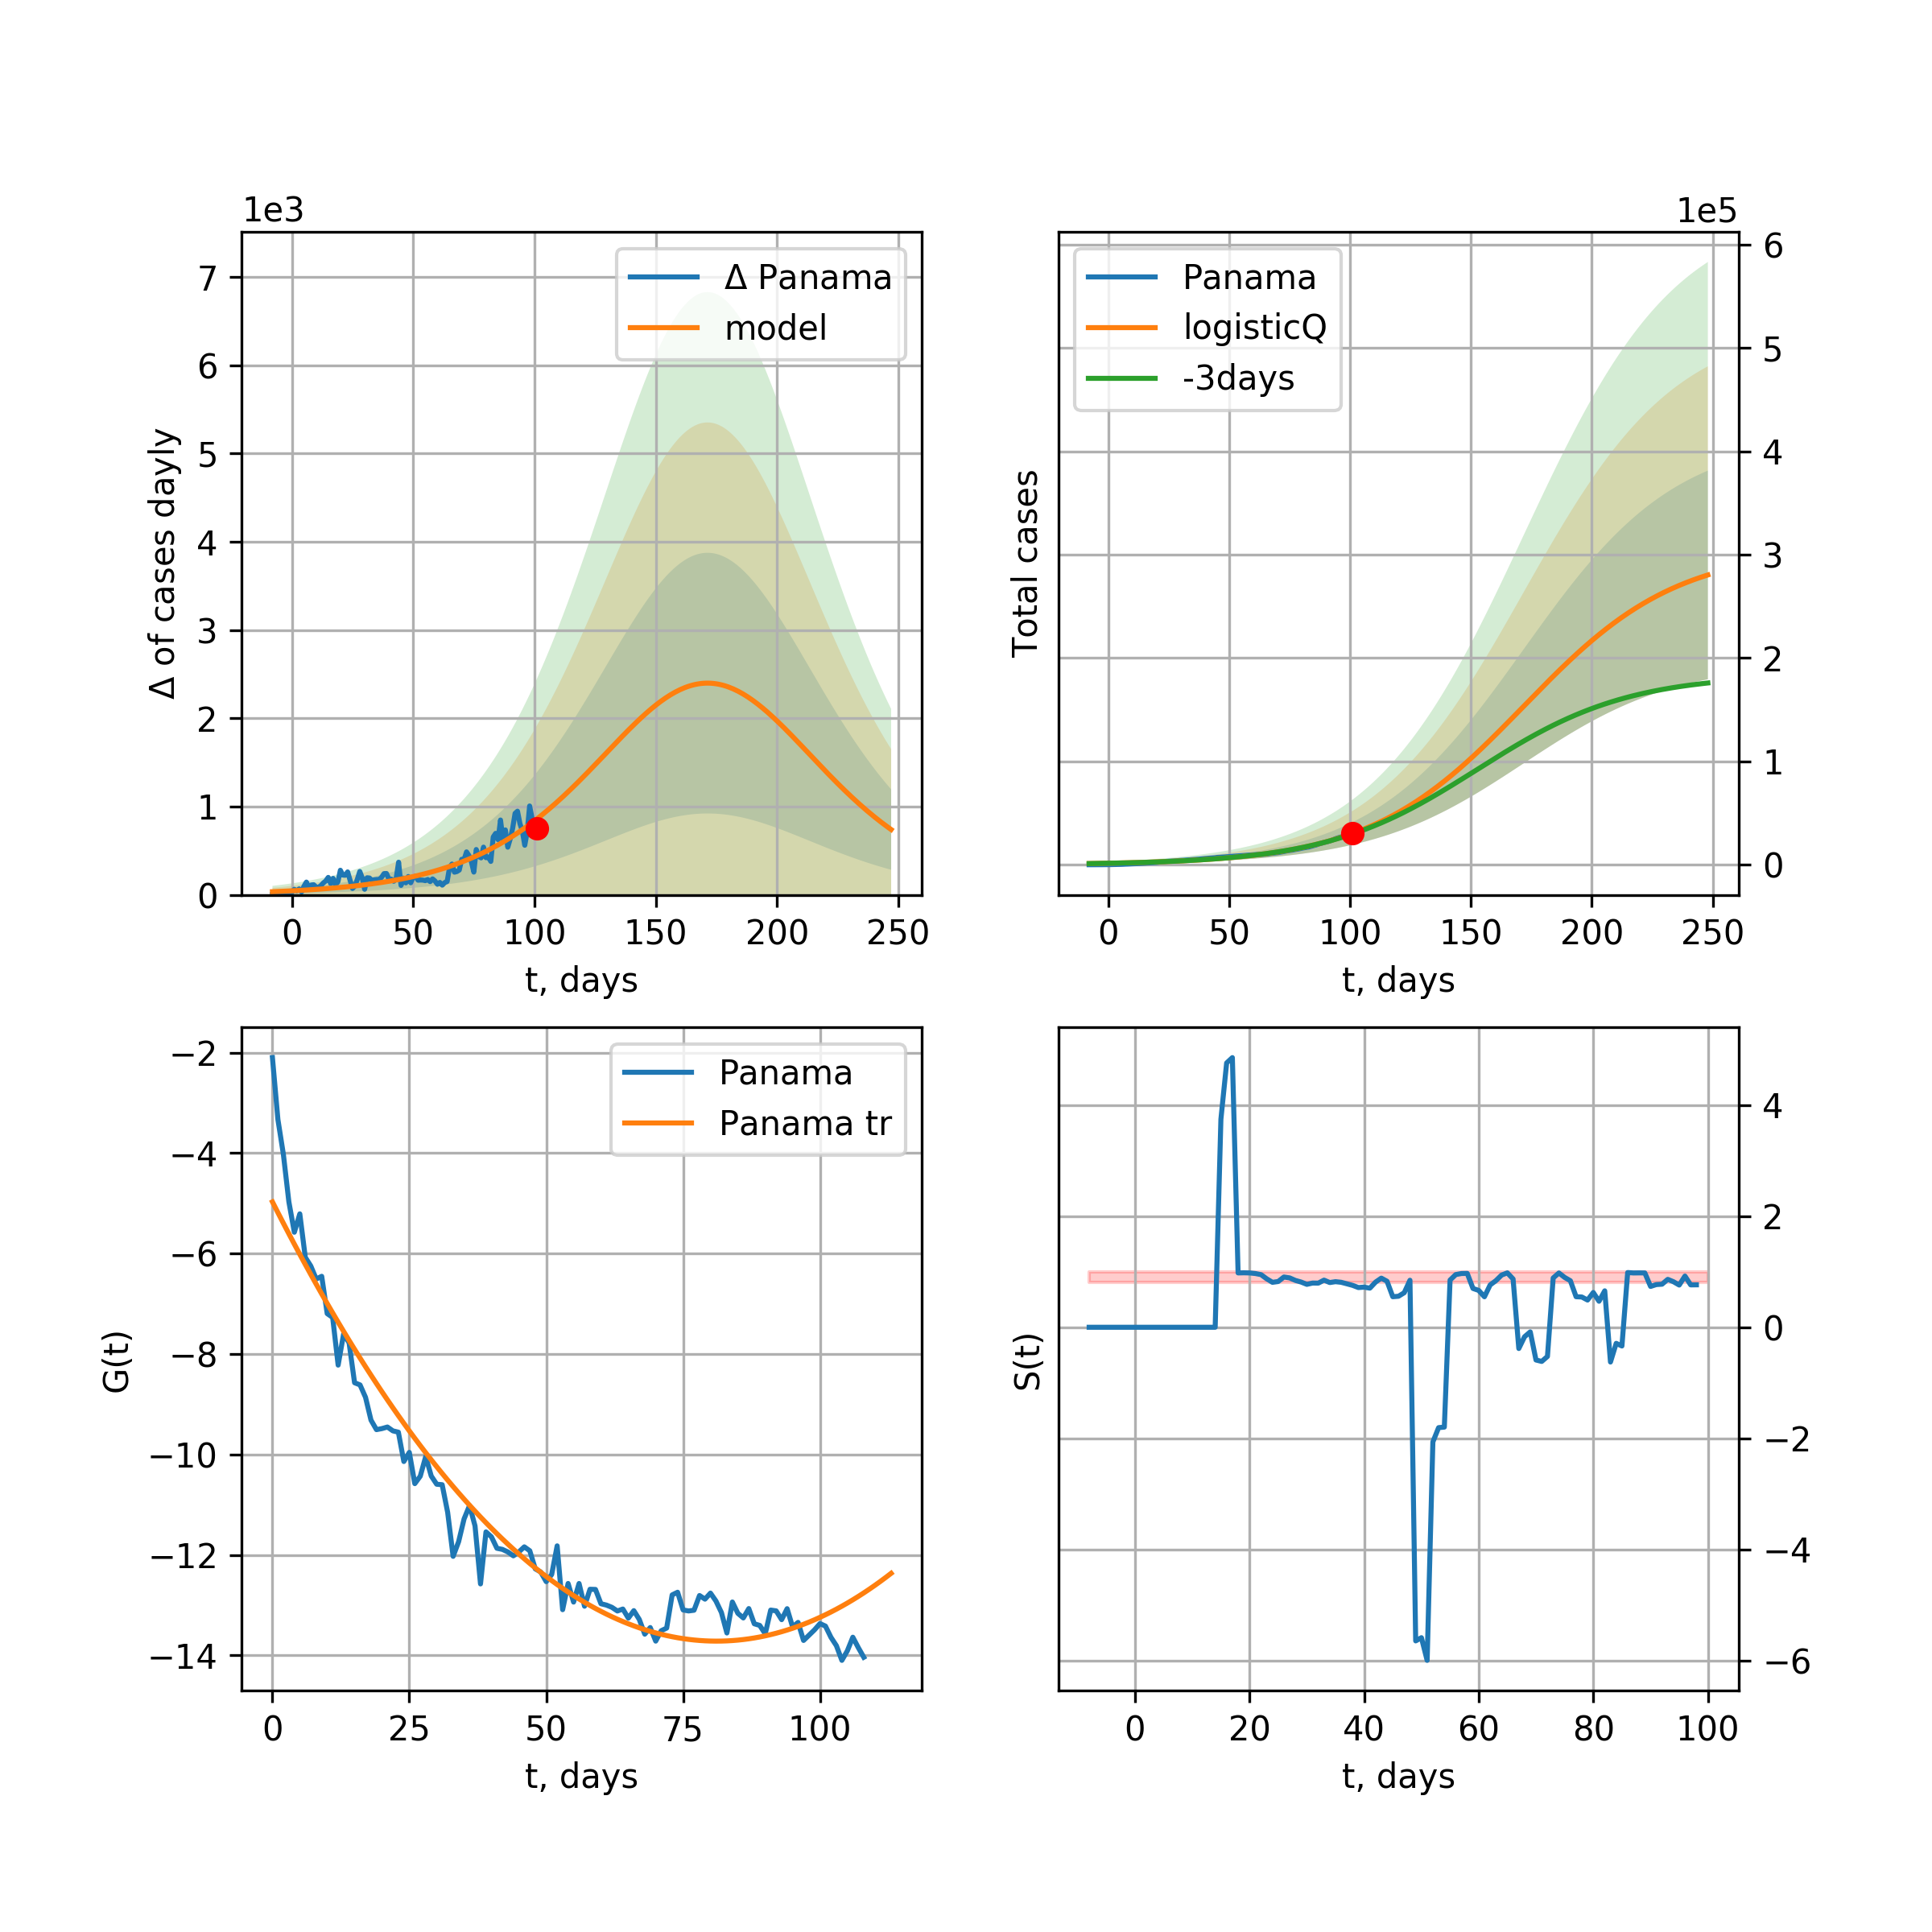 1e3
7
6
5
4
3
2
1
0
Δ of cases dayly
Δ Panama
model
0 50 100 150 200 250
t, days
1e5
6
5
4
3
2
1
0
Total cases
Panama
logisticQ
-3days
0 50 100 150 200 250
t, days
−2
−4
−6
−8
−10
−12
−14
G(t)
Panama
Panama tr
0 25 50 75 100
t, days
4
2
0
−2
−4
−6
S(t)
0 20 40 60 80 100
t, days